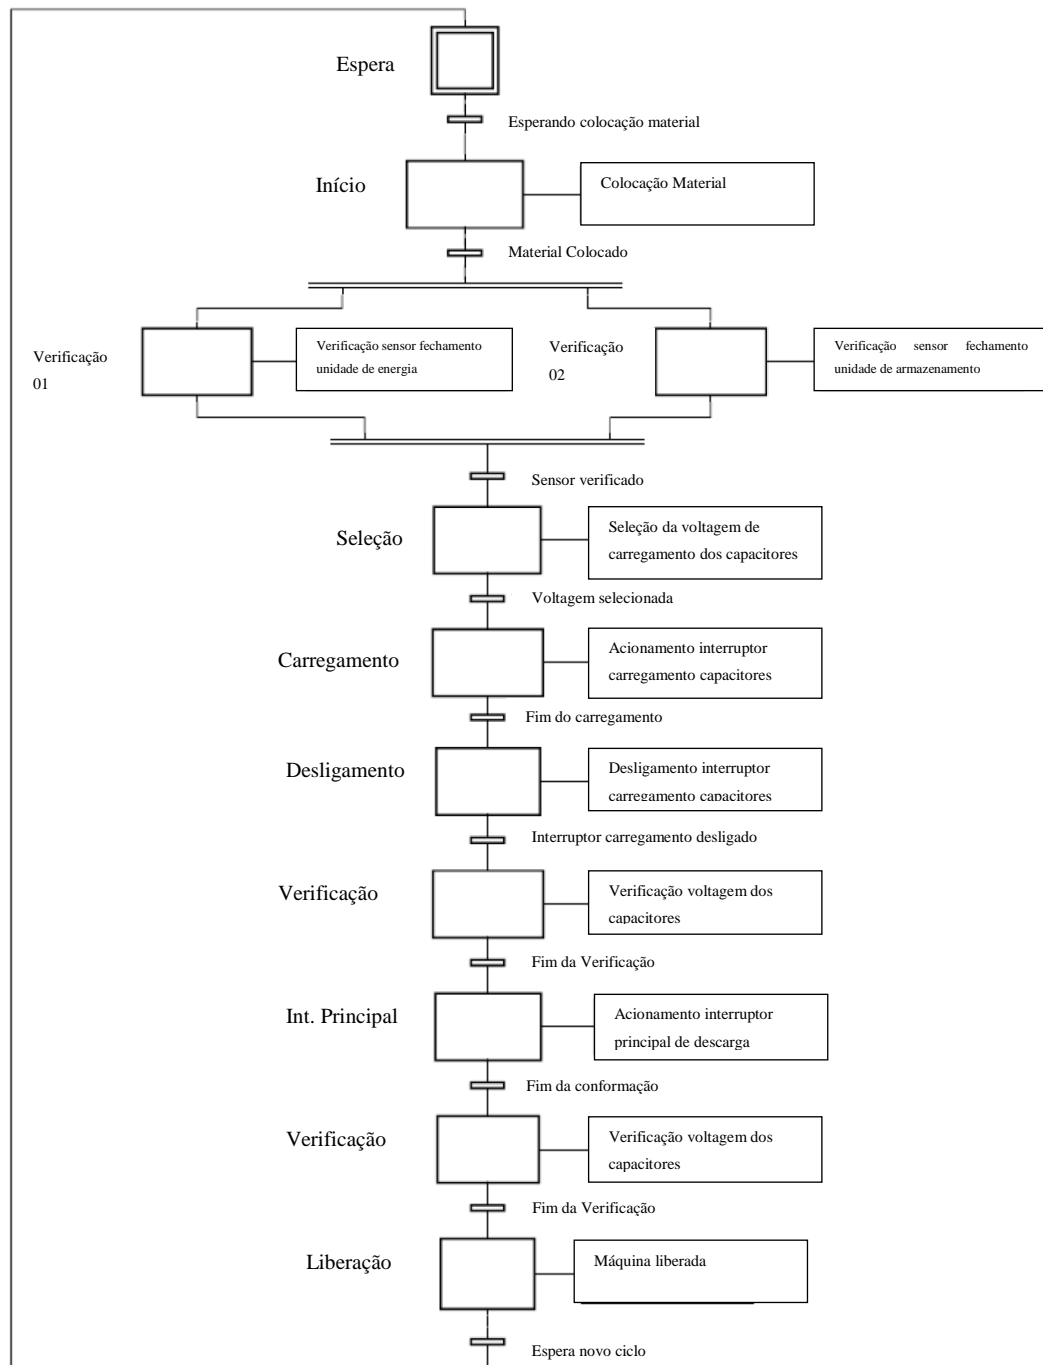 Espera
Esperando colocação material
Início
Colocação Material
Material Colocado
Verificação
01
Verificação sensor fechamento
unidade de energia
Verificação
02
Verificação sensor fechamento
unidade de armazenamento
Sensor verificado
Seleção
Seleção da voltagem de
carregamento dos capacitores
Voltagem selecionada
Carregamento
Acionamento interruptor
carregamento capacitores
Fim do carregamento
Desligamento
Desligamento interruptor
carregamento capacitores
Interruptor carregamento desligado
Verificação
Verificação voltagem dos
capacitores
Fim da Verificação
Int. Principal
Acionamento interruptor
principal de descarga
Fim da conformação
Verificação
Verificação voltagem dos
capacitores
Fim da Verificação
Liberação
Máquina liberada
Espera novo ciclo